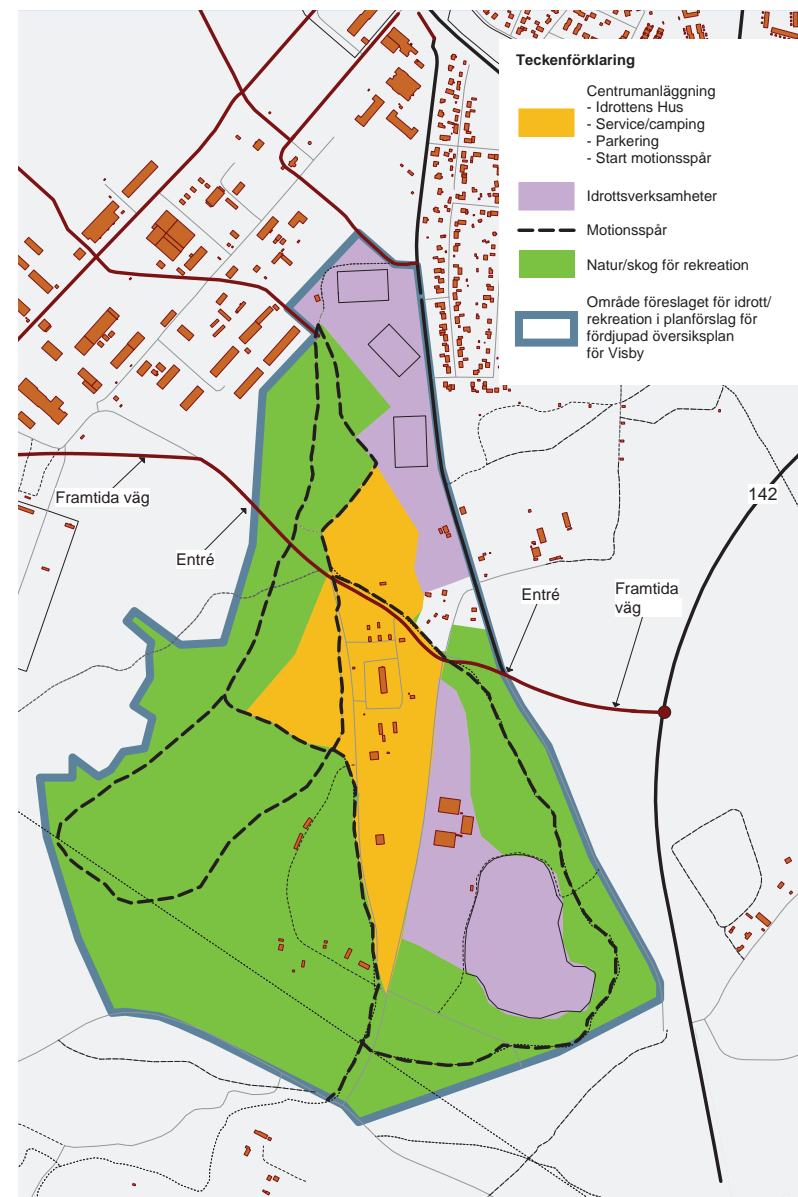 Teckenförklaring
Centrumanläggning
- Idrottens Hus
- Service/camping
- Parkering
- Start motionsspår
Idrottsverksamheter
Motionsspår
Natur/skog för rekreation
Område föreslaget för idrott/
rekreation i planförslag för
fördjupad översiksplan
för Visby
142
Framtida väg
Entré
Entré
Framtida
väg